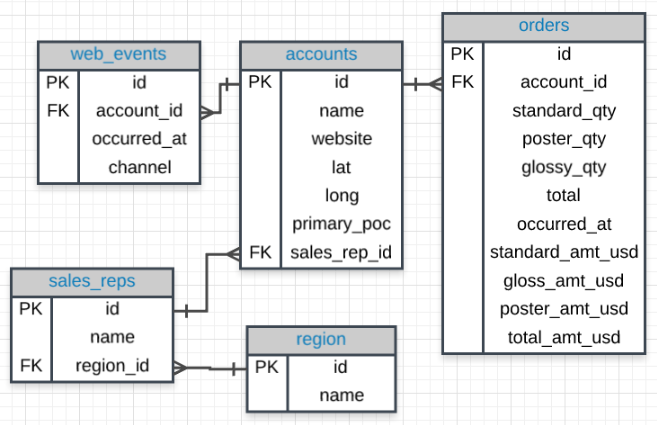 web_events
PK id
FK account_id
occurred_at
channel
accounts
PK id
name
website
lat
long
primary_poc
FK sales_rep_id
orders
PK id
FK account_id
standard_qty
poster_qty
glossy_qty
total
occurred_at
standard_amt_usd
gloss_amt_usd
poster_amt_usd
total_amt_usd
sales_reps
PK id
name
FK region_id
region
PK id
name